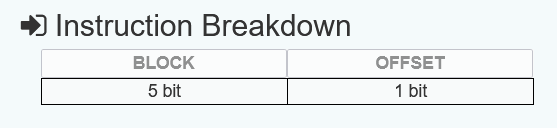 Instruction Breakdown
BLOCK OFFSET
5 bit 1 bit